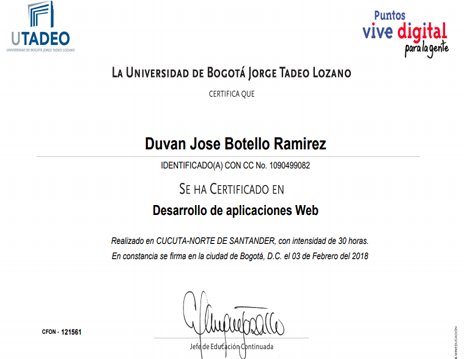 UTADEO
UNIVERSIDAD DE BOGOTÁ JORGE TADEO LOZANO
Puntos
vive digital
para la gente
LA UNIVERSIDAD DE BOGOTÁ JORGE TADEO LOZANO
CERTIFICA QUE
Duvan Jose Botello Ramirez
IDENTIFICADO(A) CON CC No. 1090499082
SE HA CERTIFICADO EN
Desarrollo de aplicaciones Web
Realizado en CUCUTA-NORTE DE SANTANDER, con intensidad de 30 horas.
En constancia se firma en la ciudad de Bogotá, D.C. el 03 de Febrero del 2018
CFON - 121561
Jefe de Educación Continuada